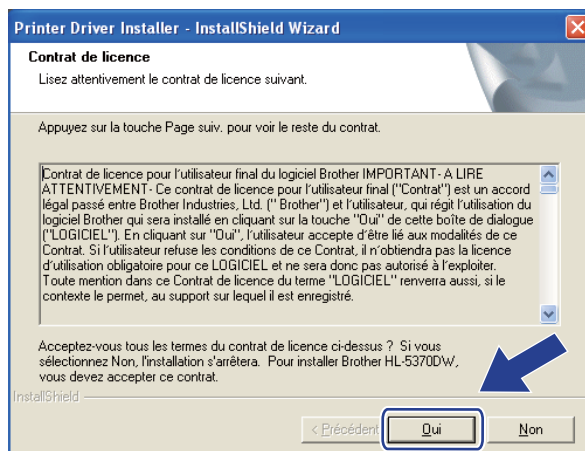 Printer Driver Installer - InstallShield Wizard
Contrat de licence
Lisez attentivement le contrat de licence suivant.
Appuyez sur la touche Page suiv. pour voir le reste du contrat.
Contrat de licence pour l'utilisateur final du logiciel Brother IMPORTANT- A LIRE
ATTENTIVEMENT- Ce contrat de licence pour l'utilisateur final ("Contrat") est un accord
légal passé entre Brother Industries, Ltd. (" Brother") et l'utilisateur, qui régit l'utilisation du
logiciel Brother qui sera installé en cliquant sur la touche "Oui" de cette boîte de dialogue
("LOGICIEL"). En cliquant sur "Oui", l'utilisateur accepte d'être lié aux modalités de ce
Contrat. Si l'utilisateur refuse les conditions de ce Contrat, il n'obtiendra pas la licence
d'utilisation obligatoire pour ce LOGICIEL et ne sera donc pas autorisé à l'exploiter.
Toute mention dans ce Contrat de licence du terme "LOGICIEL" renverra aussi, si le
contexte le permet, au support sur lequel il est enregistré.
Acceptez-vous tous les termes du contrat de licence ci-dessus ? Si vous
sélectionnez Non, l'installation s'arrêtera. Pour installer Brother HL-5370DW,
vous devez accepter ce contrat.
InstallShield
< Précédent
Oui
Non